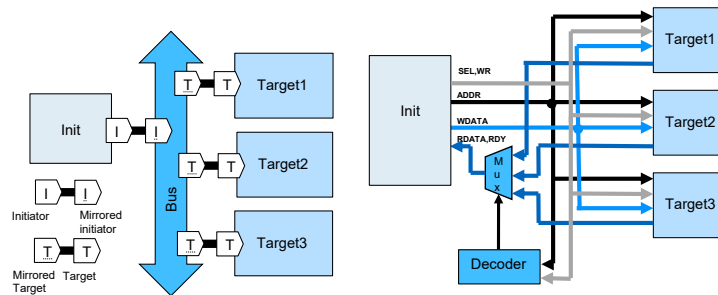 Target1
T
T
Init
I
I
Bus
Target2
T
T
I
I
Initiator
Mirrored
initiator
Target3
T
T
T
T
Mirrored
Target
Target
Target1
Init
SEL,WR
ADDR
WDATA
RDATA,RDY
Target2
Mux
Target3
Decoder